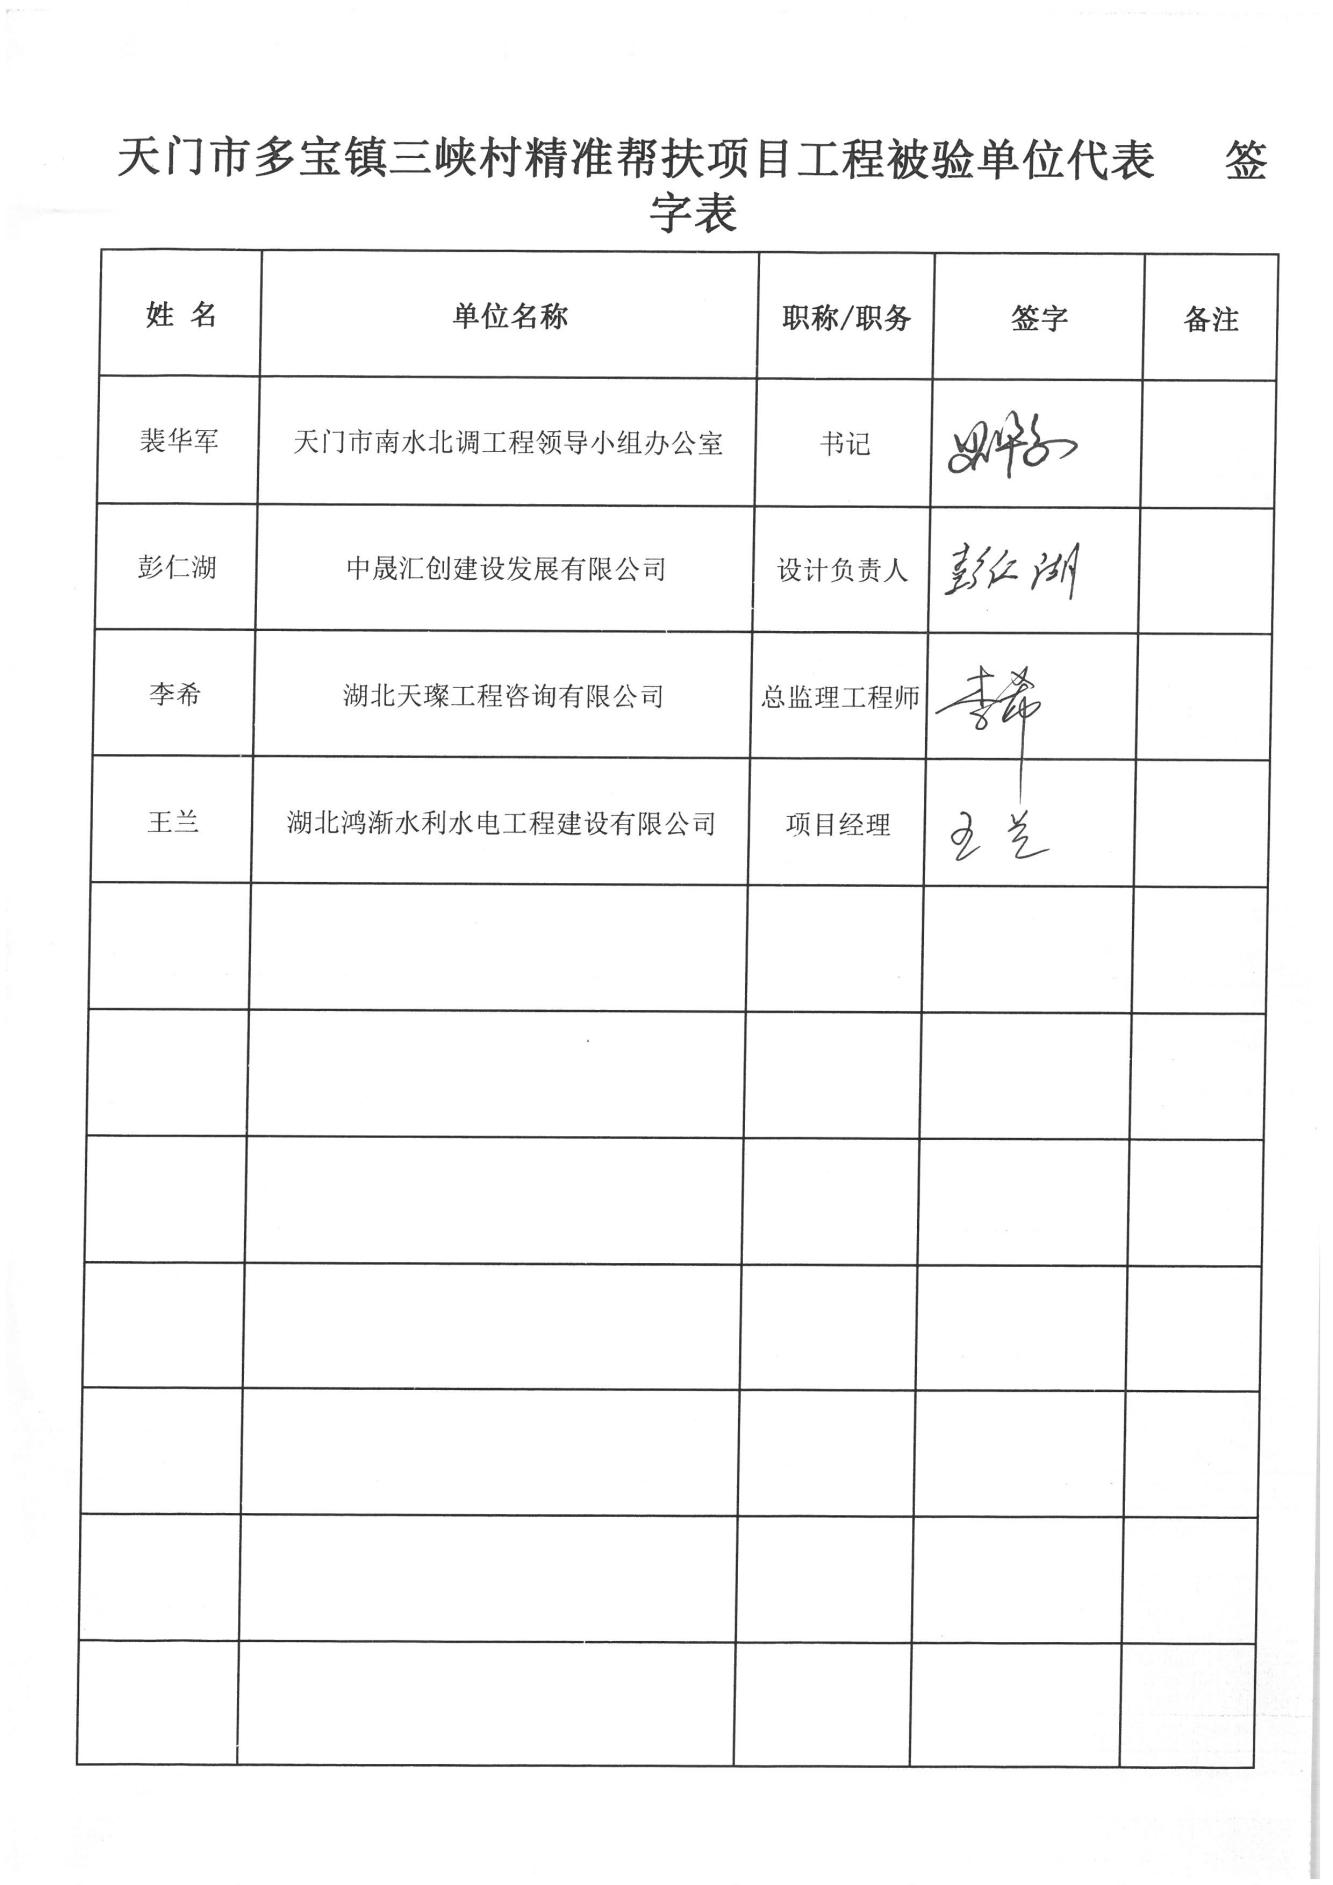 天门市多宝镇三峡村精准帮扶项目工程被验单位代表 签
字表
姓 名 单位名称 职称/职务 签字 备注
裴华军 天门市南水北调工程领导小组办公室 书记
彭仁湖 中晟汇创建设发展有限公司 设计负责人 彭仁湖
李希 湖北天璨工程咨询有限公司 总监理工程师 李希
王兰 湖北鸿渐水利水电工程建设有限公司 项目经理 王兰